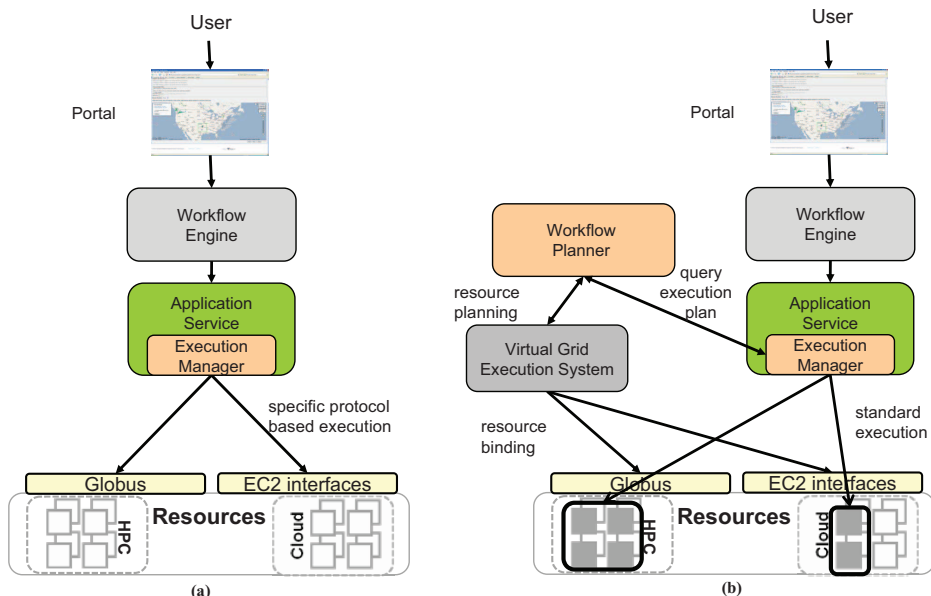 User
Portal
Workflow
Engine
Application
Service
Execution
Manager
specific protocol
based execution
Globus
EC2 interfaces
HPC
Resources
Cloud
(a)
User
Portal
Workflow
Planner
Workflow
Engine
resource
planning
query
execution
plan
Application
Service
Execution
Manager
Virtual Grid
Execution System
resource
binding
standard
execution
Globus
EC2 interfaces
HPC
Resources
Cloud
(b)